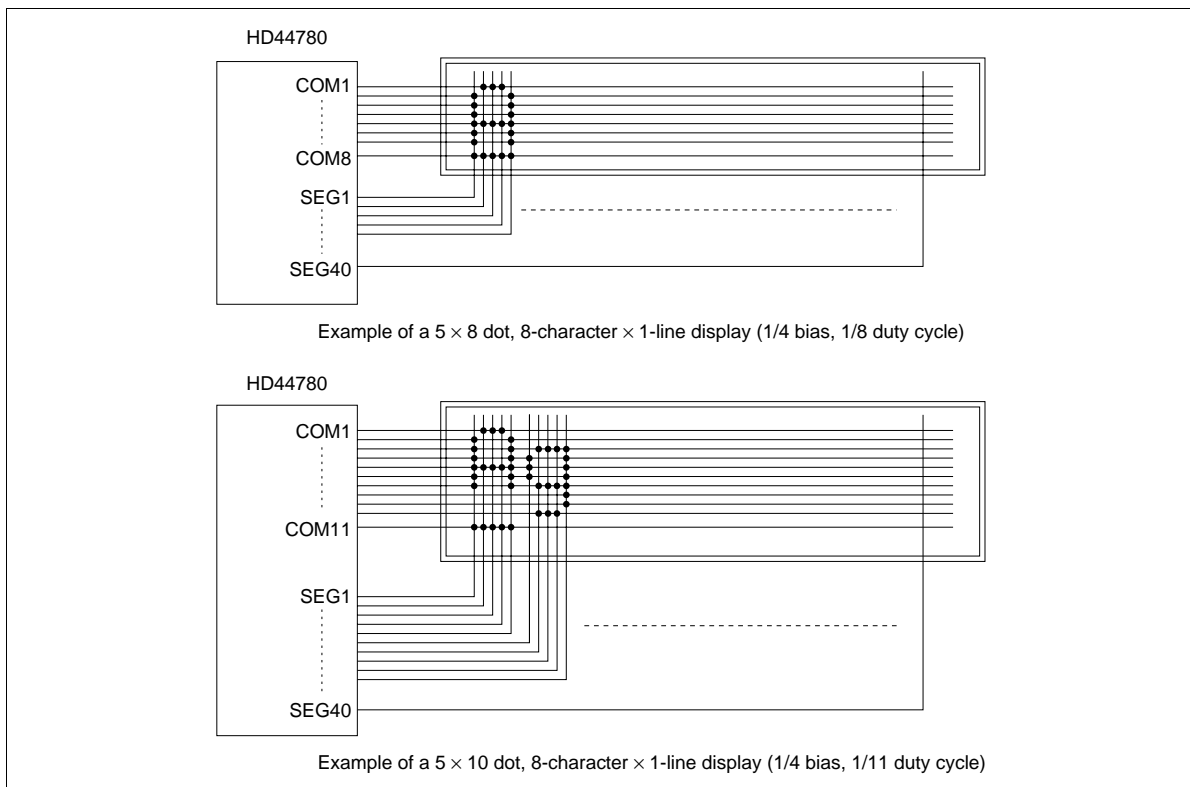 HD44780
COM1
COM8
SEG1
SEG40
Example of a 5 × 8 dot, 8-character × 1-line display (1/4 bias, 1/8 duty cycle)
HD44780
COM1
COM11
SEG1
SEG40
Example of a 5 × 10 dot, 8-character × 1-line display (1/4 bias, 1/11 duty cycle)